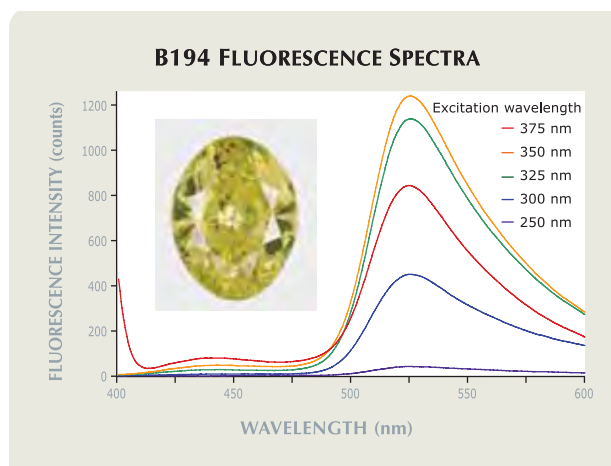 B194 FLUORESCENCE SPECTRA
FLUORESCENCE INTENSITY (counts)
1200
1000
800
600
400
200
0
Excitation wavelength
375 nm
350 nm
325 nm
300 nm
250 nm
400
450
500
550
600
WAVELENGTH (nm)